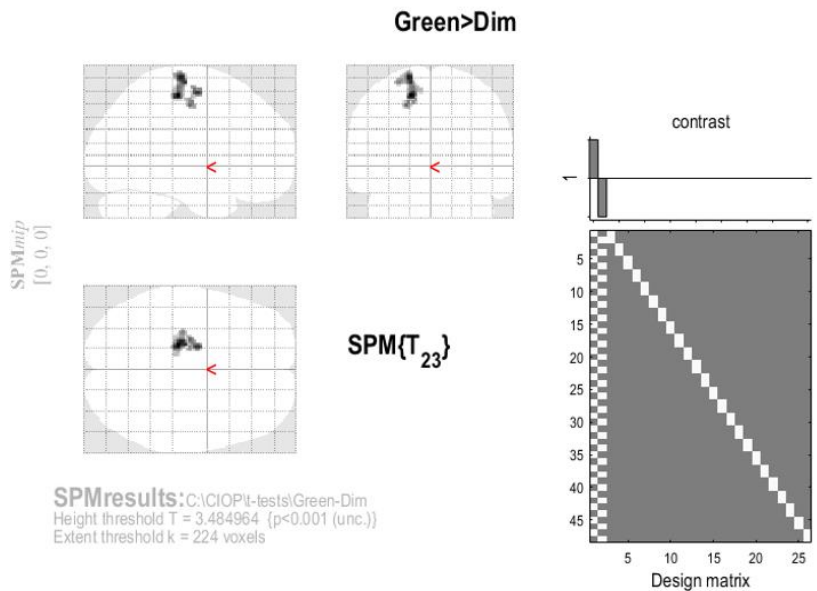 Green>Dim
SPMmip
[0, 0, 0]
<
<
<
SPM{T23}
contrast
1
5
10
15
20
25
30
35
40
45
5 10 15 20 25
Design matrix
SPMresults:C:\CIOP\t-tests\Green-Dim
Height threshold T = 3.484964 {p<0.001 (unc.)}
Extent threshold k = 224 voxels